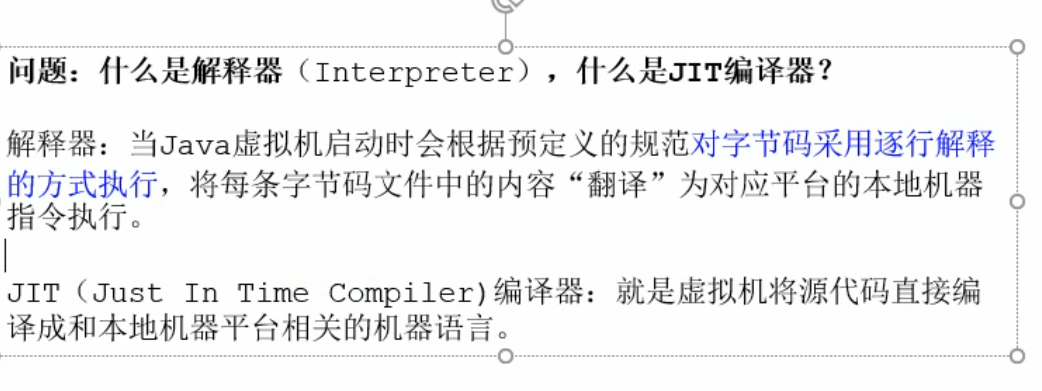 问题：什么是解释器（Interpreter），什么是JIT编译器？
解释器：当Java虚拟机启动时会根据预定义的规范对字节码采用逐行解释
的方式执行，将每条字节码文件中的内容“翻译”为对应平台的本地机器
指令执行。
JIT（Just In Time Compiler)编译器：就是虚拟机将源代码直接编
译成和本地机器平台相关的机器语言。